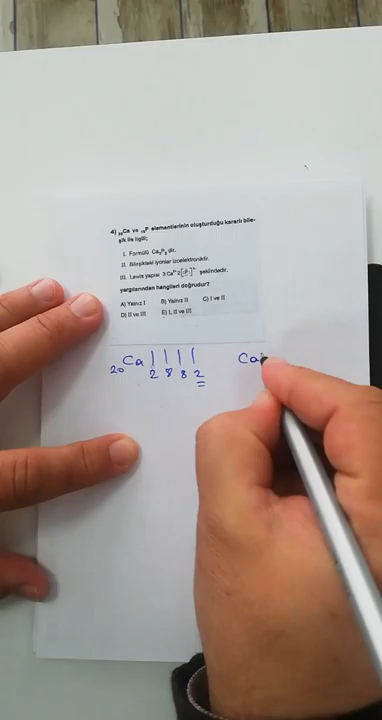 4) ₂₀Ca ve ₁₅P elementlerinin oluşturduğu kararlı bile-
şik ile ilgili;
I. Formülü Ca₃P₂ dir.
II. Bileşikteki iyonlar izoelektroniktir.
III. Lewis yapısı 3 Ca²⁺ 2[:P:]³⁻ şeklindedir.
yargılarından hangileri doğrudur?
A) Yalnız I B) Yalnız II C) I ve II
D) II ve III E) I, II ve III
₂₀Ca
2 8 8 2
Ca